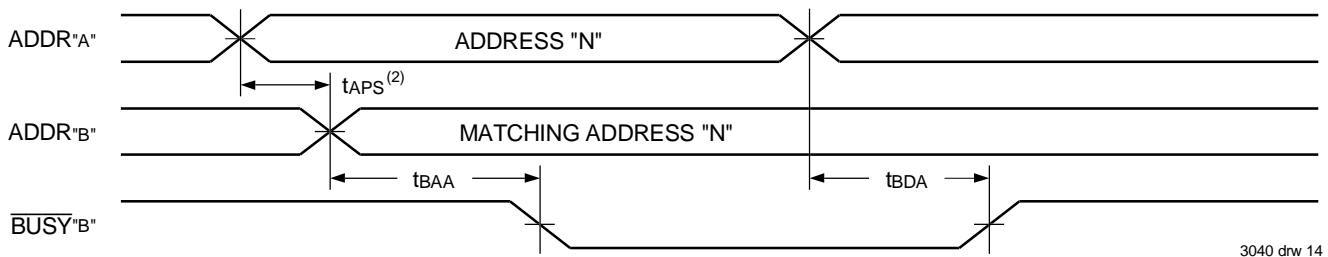 ADDR"A"
ADDRESS "N"
tAPS(2)
ADDR"B"
MATCHING ADDRESS "N"
tBAA
tBDA
BUSY"B"
3040 drw 14